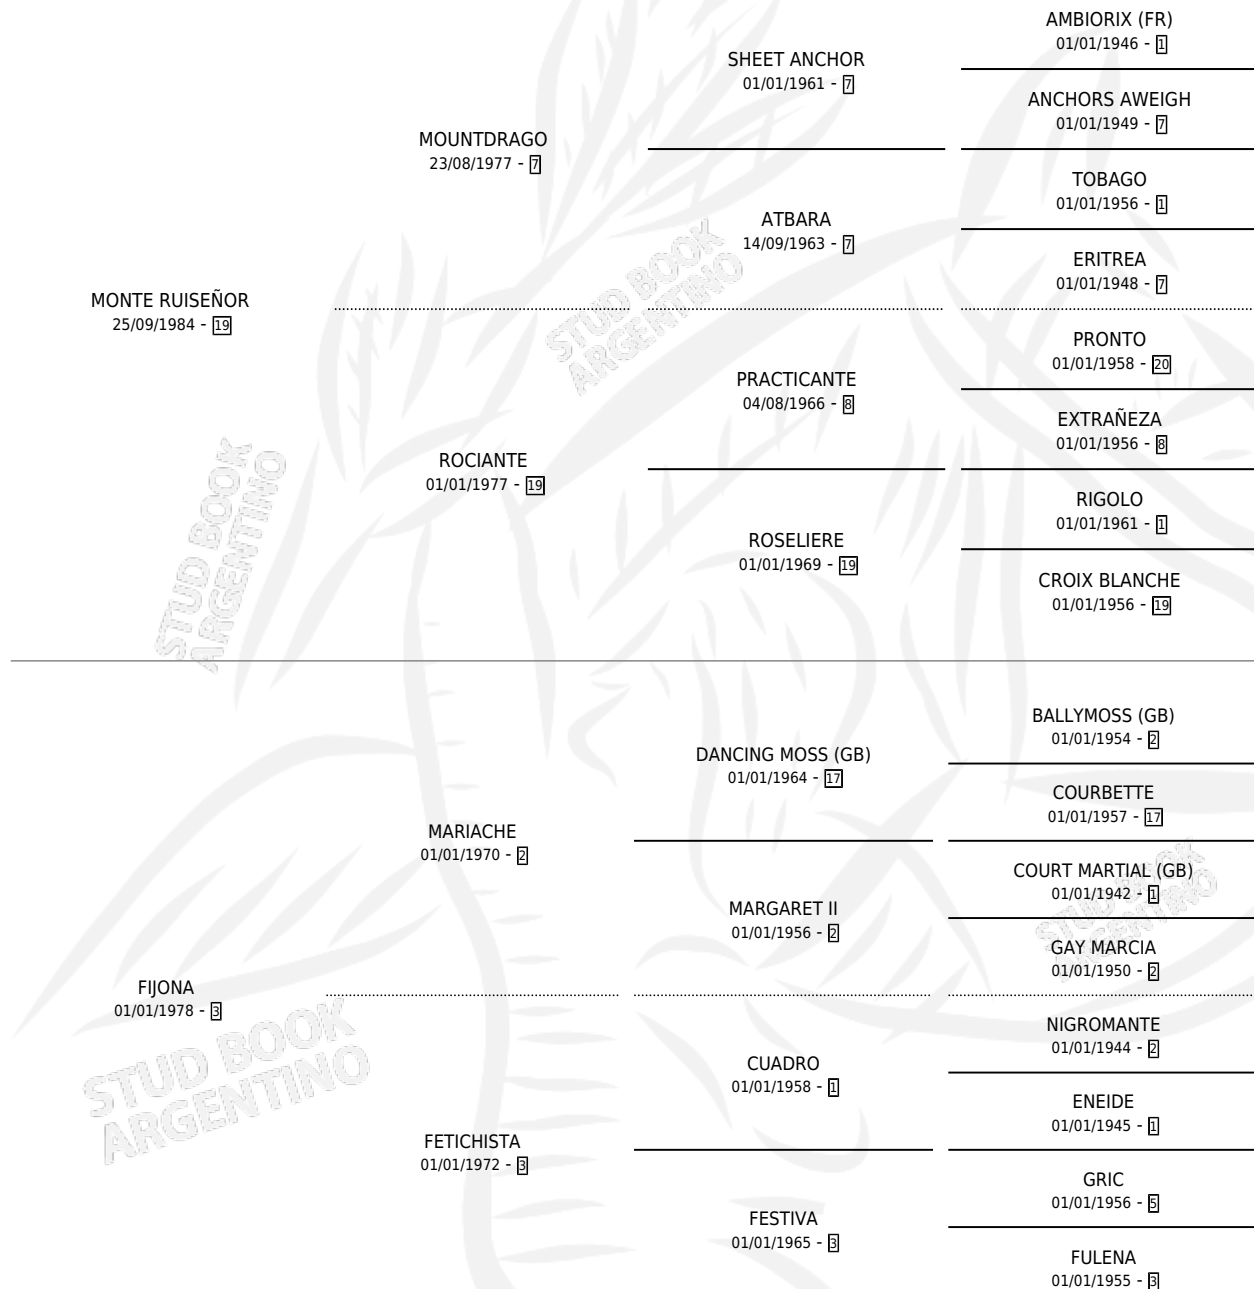 AMBIORIX (FR)
01/01/1946 - 1
SHEET ANCHOR
01/01/1961 - 7
ANCHORS AWEIGH
01/01/1949 - 7
MOUNTDRAGO
23/08/1977 - 7
TOBAGO
01/01/1956 - 1
ATBARA
14/09/1963 - 7
ERITREA
01/01/1948 - 7
MONTE RUISEÑOR
25/09/1984 - 19
PRONTO
01/01/1958 - 20
PRACTICANTE
04/08/1966 - 8
EXTRAÑEZA
01/01/1956 - 8
ROCIANTE
01/01/1977 - 19
RIGOLO
01/01/1961 - 1
ROSELIERE
01/01/1969 - 19
CROIX BLANCHE
01/01/1956 - 19
STUD BOOK
ARGENTINO
STUD BOOK
ARGENTINO
BALLYMOSS (GB)
01/01/1954 - 2
DANCING MOSS (GB)
01/01/1964 - 17
COURBETTE
01/01/1957 - 17
MARIACHE
01/01/1970 - 2
COURT MARTIAL (GB)
01/01/1942 - 1
MARGARET II
01/01/1956 - 2
GAY MARCIA
01/01/1950 - 2
STUD BOOK
ARGENTINO
FIJONA
01/01/1978 - 3
NIGROMANTE
01/01/1944 - 2
CUADRO
01/01/1958 - 1
ENEIDE
01/01/1945 - 1
FETICHISTA
01/01/1972 - 3
GRIC
01/01/1956 - 5
FESTIVA
01/01/1965 - 3
FULENA
01/01/1955 - 3
STUD BOOK
ARGENTINO